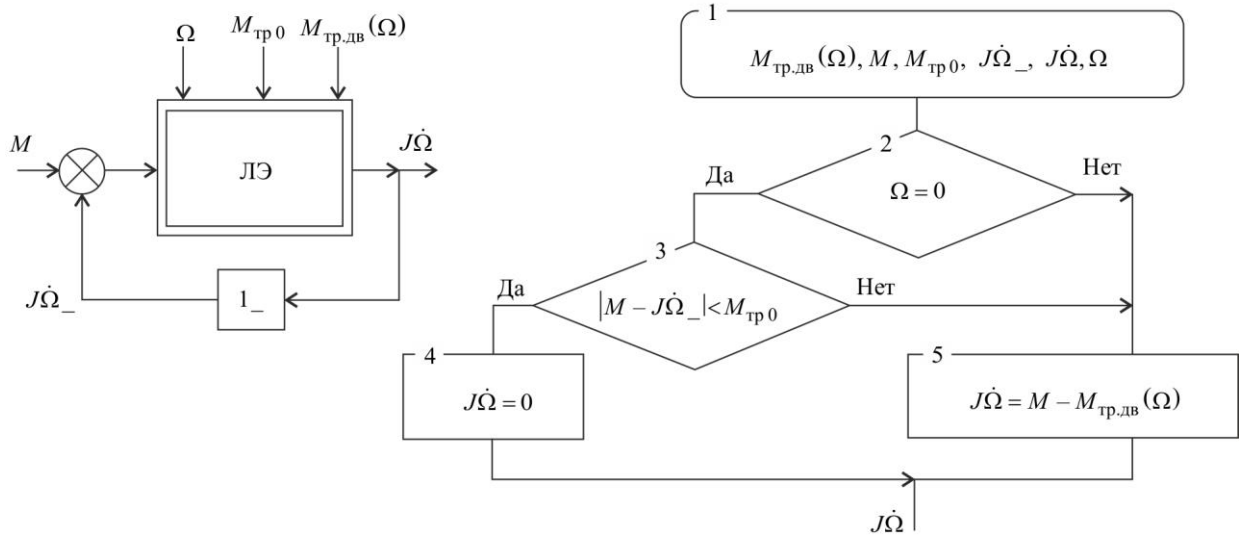 Ω
M тр 0
M тр.дв (Ω)
M
ЛЭ
JΩ̇
JΩ̇_
1_
1
M тр.дв (Ω), M, M тр 0, JΩ̇_, JΩ̇, Ω
2
Да
Ω = 0
Нет
3
Да
|M – JΩ̇_| < M тр 0
Нет
4
JΩ̇ = 0
5
JΩ̇ = M – M тр.дв (Ω)
JΩ̇